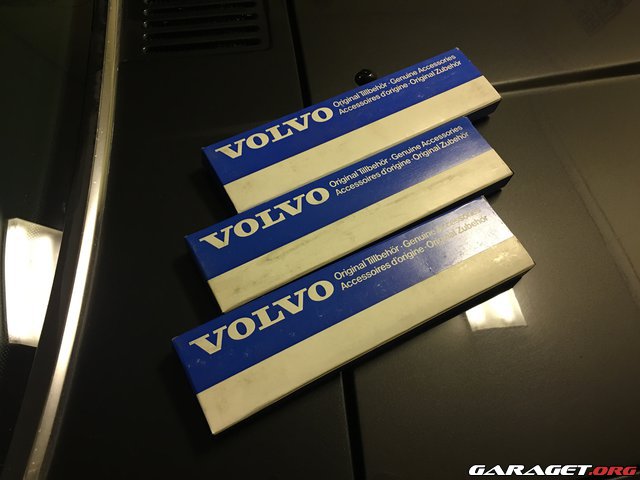 VOLVO
Original Tillbehör · Genuine Accessories
Accessoires d'origine · Original Zubehör
VOLVO
Original Tillbehör · Genuine Accessories
Accessoires d'origine · Original Zubehör
VOLVO
Original Tillbehör · Genuine Accessories
Accessoires d'origine · Original Zubehör
GARAGET.ORG